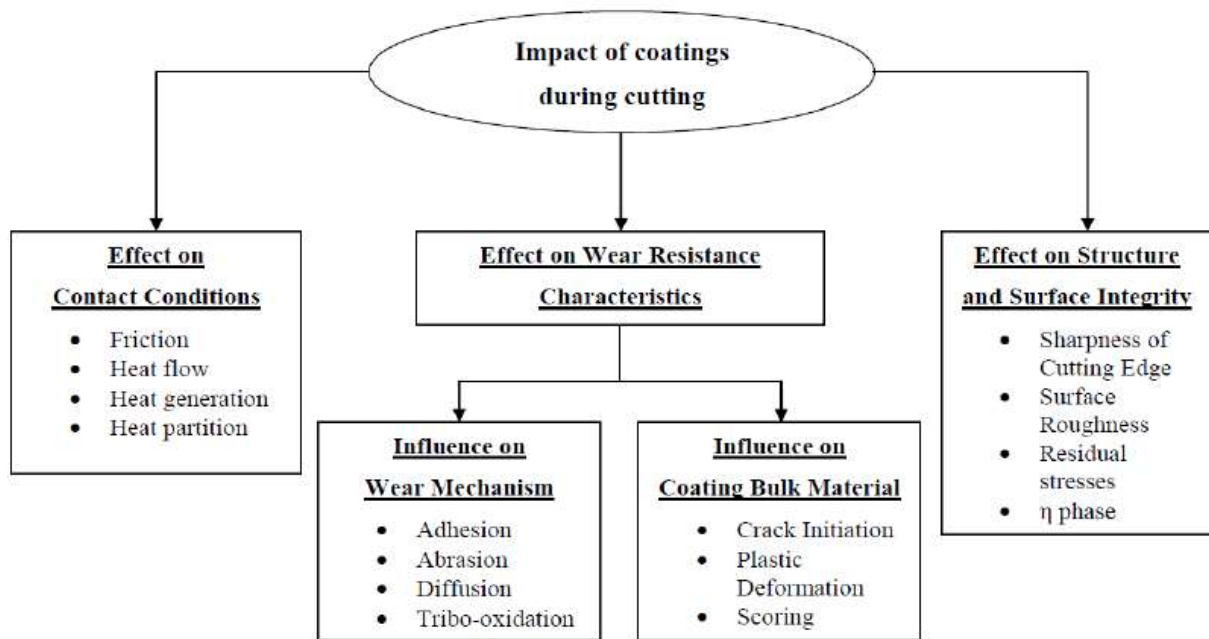 Impact of coatings
during cutting
Effect on
Contact Conditions
• Friction
• Heat flow
• Heat generation
• Heat partition
Effect on Wear Resistance
Characteristics
Influence on
Wear Mechanism
• Adhesion
• Abrasion
• Diffusion
• Tribo-oxidation
Influence on
Coating Bulk Material
• Crack Initiation
• Plastic
Deformation
• Scoring
Effect on Structure
and Surface Integrity
• Sharpness of
Cutting Edge
• Surface
Roughness
• Residual
stresses
• η phase